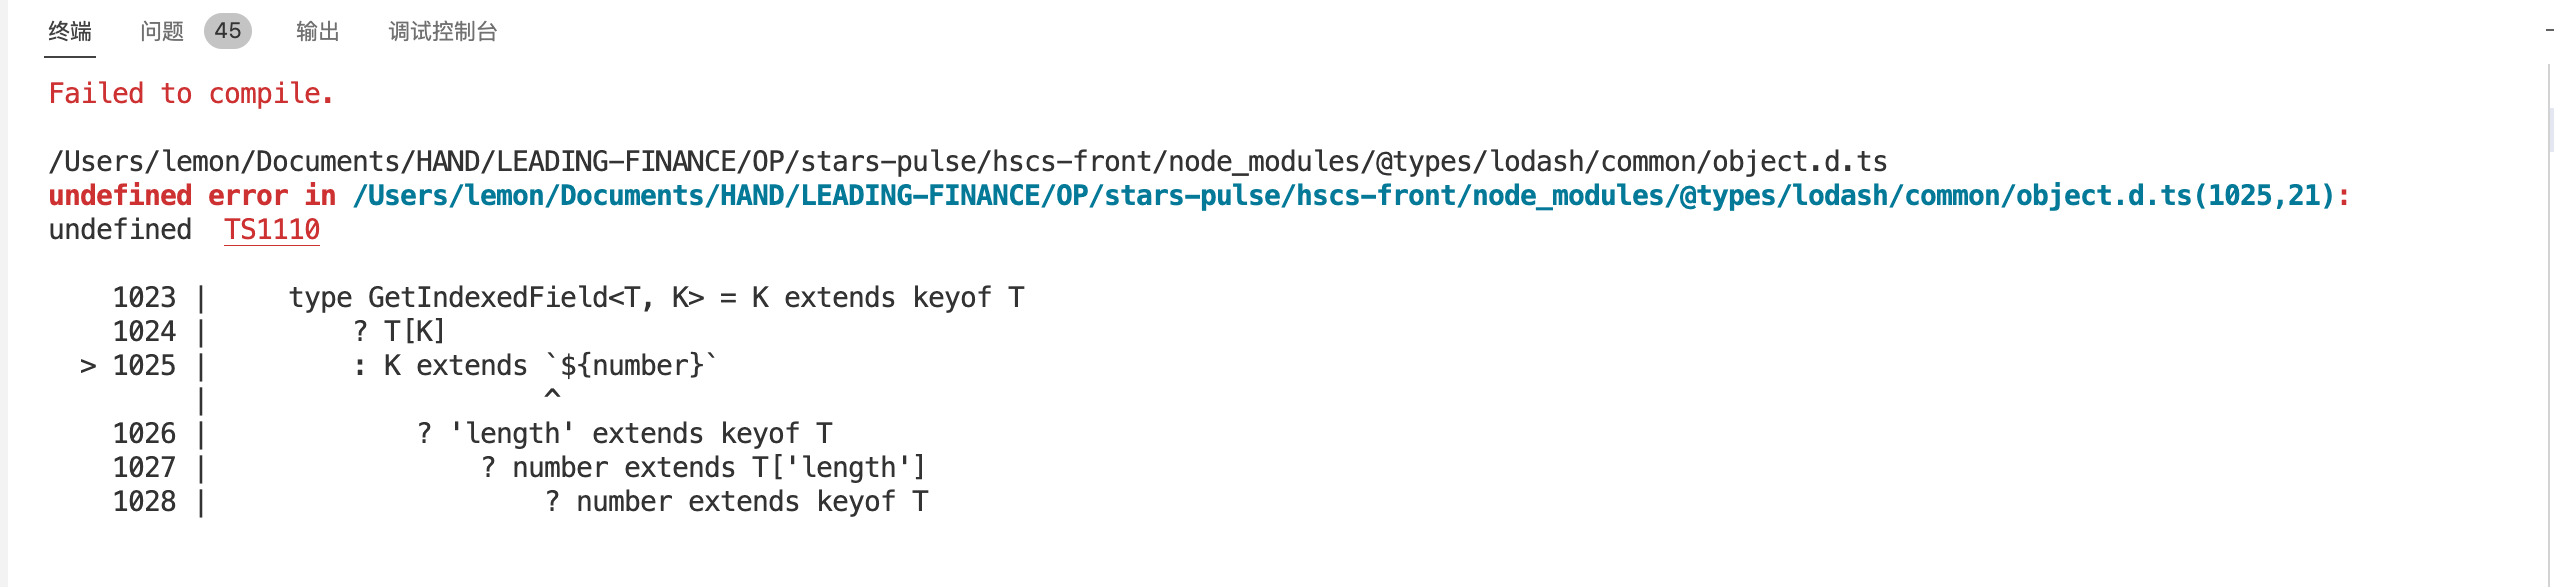 终端 问题 45 输出 调试控制台
Failed to compile.
/Users/lemon/Documents/HAND/LEADING-FINANCE/OP/stars-pulse/hscs-front/node_modules/@types/lodash/common/object.d.ts
undefined error in /Users/lemon/Documents/HAND/LEADING-FINANCE/OP/stars-pulse/hscs-front/node_modules/@types/lodash/common/object.d.ts(1025,21):
undefined  TS1110
    1023 |     type GetIndexedField<T, K> = K extends keyof T
    1024 |         ? T[K]
  > 1025 |         : K extends `${number}`
         |                     ^
    1026 |             ? 'length' extends keyof T
    1027 |                 ? number extends T['length']
    1028 |                     ? number extends keyof T